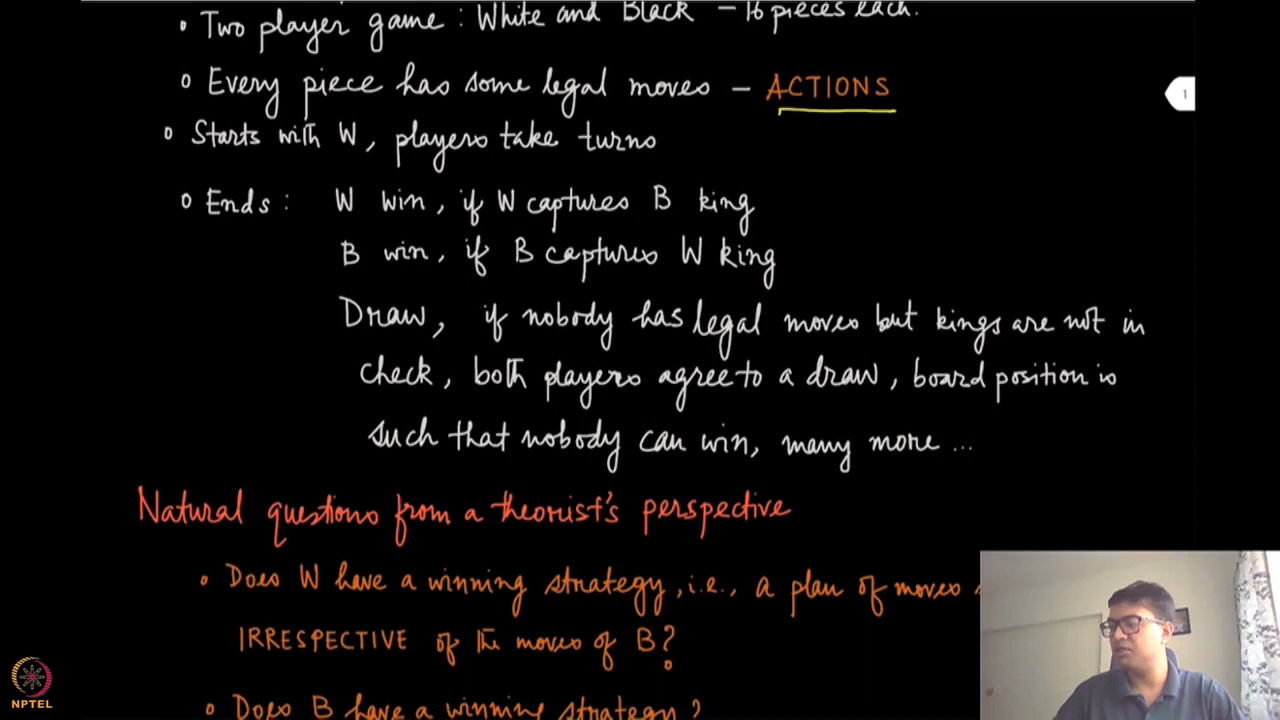 • Two player game : White and Black – 16 pieces each.
• Every piece has some legal moves – ACTIONS
1
• Starts with W, players take turns
• Ends : W win, if W captures B king
B win, if B captures W king
Draw, if nobody has legal moves but kings are not in
check, both players agree to a draw, board position is
such that nobody can win, many more ...
Natural questions from a theorist's perspective
• Does W have a winning strategy, i.e., a plan of moves
IRRESPECTIVE of the moves of B?
• Does B have a winning strategy?
NPTEL